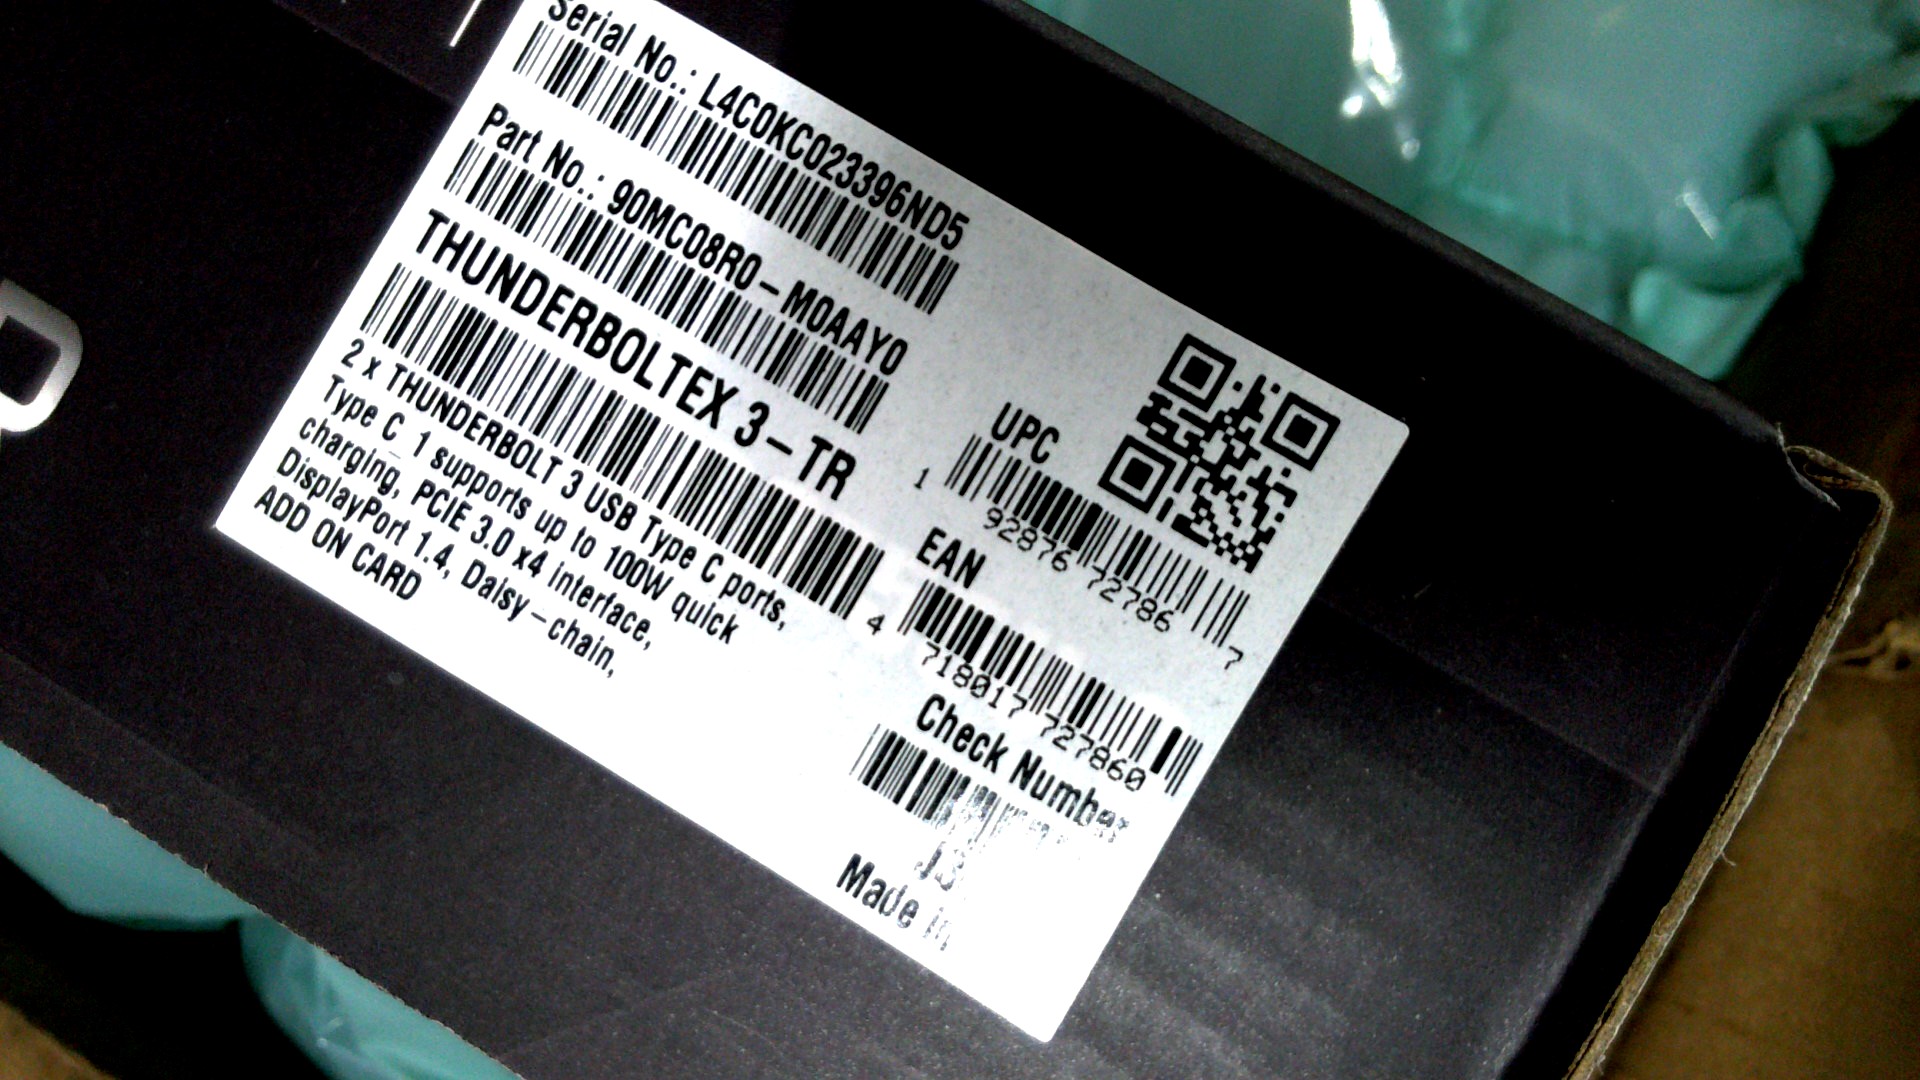 Serial No.: L4C0KC023396ND5
Part No.: 90MC08R0-M0AAY0
THUNDERBOLTEX 3-TR
2 x THUNDERBOLT 3 USB Type C ports,
Type C_1 supports up to 100W quick
charging, PCIE 3.0 x4 interface,
DisplayPort 1.4, Daisy-chain,
ADD ON CARD
UPC
1 92876 72786 7
EAN
4 718017 727860
Check Number
Made in